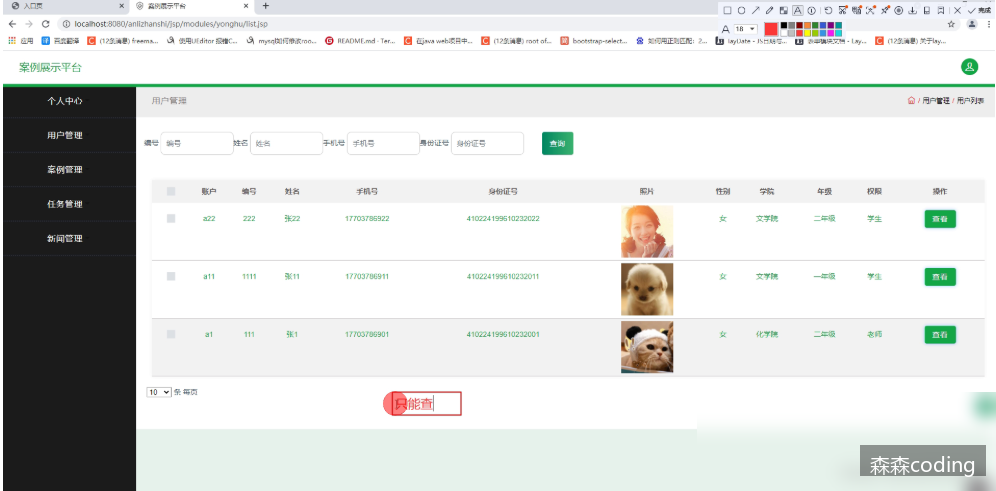 入口页
案例展示平台
localhost:8080/anlizhanshi/jsp/modules/yonghu/list.jsp
完成
A 18
应用 百度翻译 (12条消息) freema... 使用UEditor 报错C... mysql如何修改roo... README.md · Ter... 在java web项目中... (12条消息) root of... bootstrap-select... 如何用正则匹配：2... layDate - JS日期志... 表单模块文档 - Lay... (12条消息) 关于lay...
案例展示平台
个人中心
用户管理
案例管理
任务管理
新闻管理
用户管理
/ 用户管理 / 用户列表
编号 编号 姓名 姓名 手机号 手机号 身份证号 身份证号 查询
账户 编号 姓名 手机号 身份证号 照片 性别 学院 年级 权限 操作
a22 222 张22 17703786922 410224199610232022 女 文学院 二年级 学生 查看
a11 1111 张11 17703786911 410224199610232011 女 文学院 一年级 学生 查看
a1 111 张1 17703786901 410224199610232001 女 化学院 二年级 老师 查看
10 条 每页
只能查
森森coding